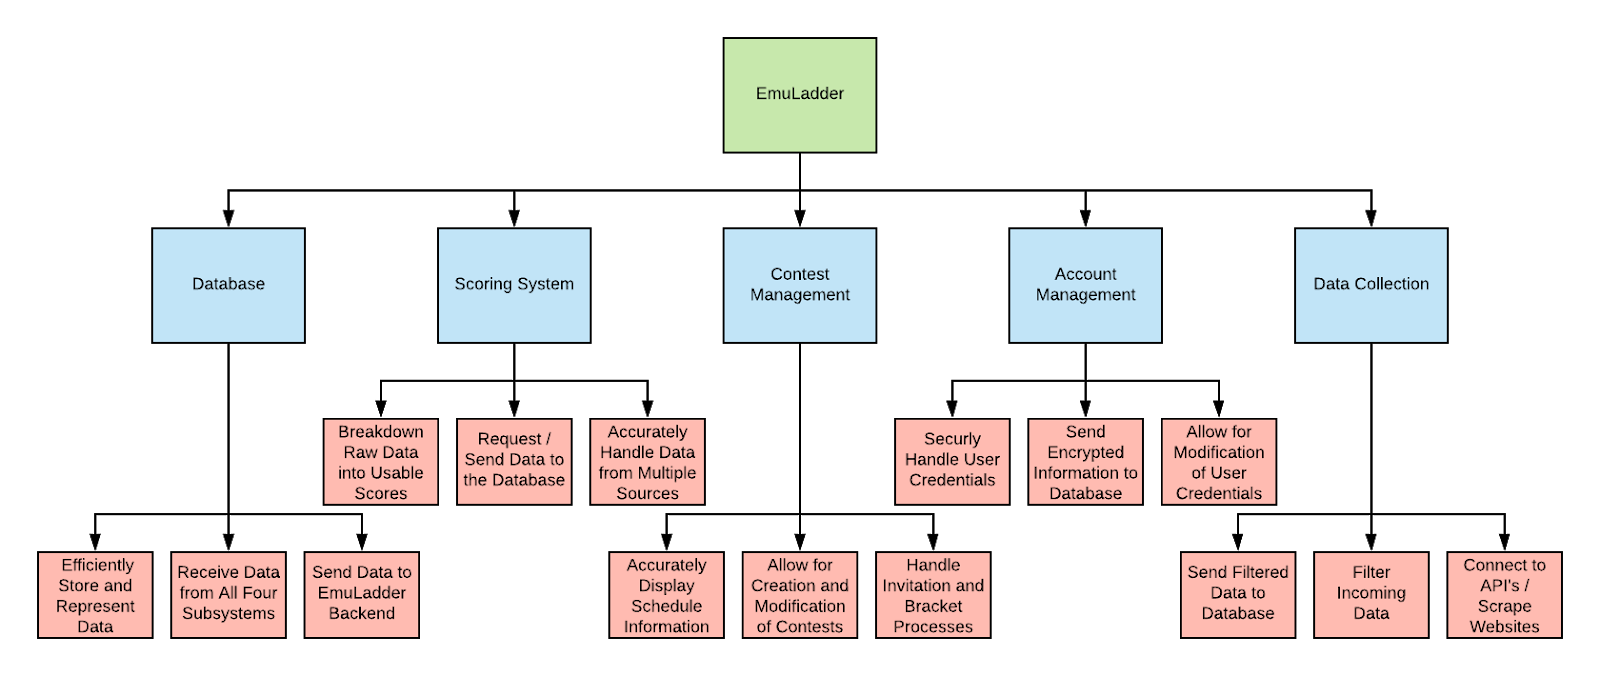 EmuLadder
Database
Scoring System
Contest
Management
Account
Management
Data Collection
Breakdown
Raw Data
into Usable
Scores
Request /
Send Data to
the Database
Accurately
Handle Data
from Multiple
Sources
Securly
Handle User
Credentials
Send
Encrypted
Information to
Database
Allow for
Modification
of User
Credentials
Efficiently
Store and
Represent
Data
Receive Data
from All Four
Subsystems
Send Data to
EmuLadder
Backend
Accurately
Display
Schedule
Information
Allow for
Creation and
Modification
of Contests
Handle
Invitation and
Bracket
Processes
Send Filtered
Data to
Database
Filter
Incoming
Data
Connect to
API's /
Scrape
Websites